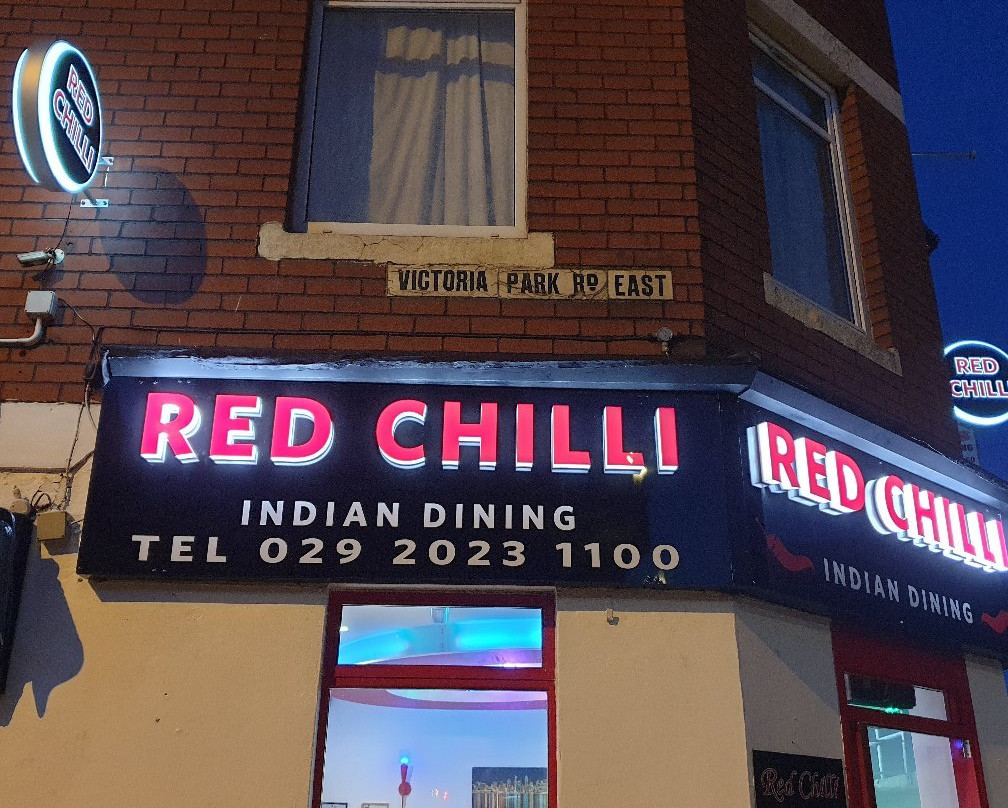 RED
CHILLI
VICTORIA PARK RD EAST
RED CHILLI
INDIAN DINING
TEL 029 2023 1100
RED CHILLI
INDIAN DINING
RED
CHILLI
Red Chilli